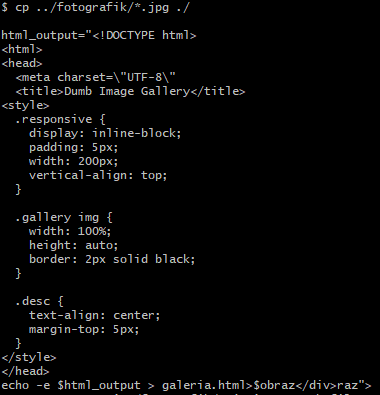 $ cp ../fotografik/*.jpg ./
html_output="<!DOCTYPE html>
<html>
<head>
<meta charset=\"UTF-8\"
<title>Dumb Image Gallery</title>
<style>
.responsive {
display: inline-block;
padding: 5px;
width: 200px;
vertical-align: top;
}
.gallery img {
width: 100%;
height: auto;
border: 2px solid black;
}
.desc {
text-align: center;
margin-top: 5px;
}
</style>
</head>
echo -e $html_output > galeria.html>$obraz</div>raz">